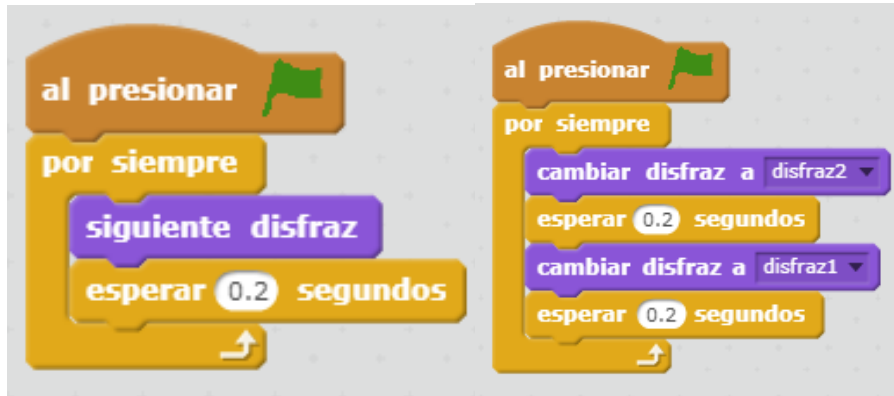 al presionar
por siempre
siguiente disfraz
esperar 0.2 segundos
al presionar
por siempre
cambiar disfraz a disfraz2
esperar 0.2 segundos
cambiar disfraz a disfraz1
esperar 0.2 segundos